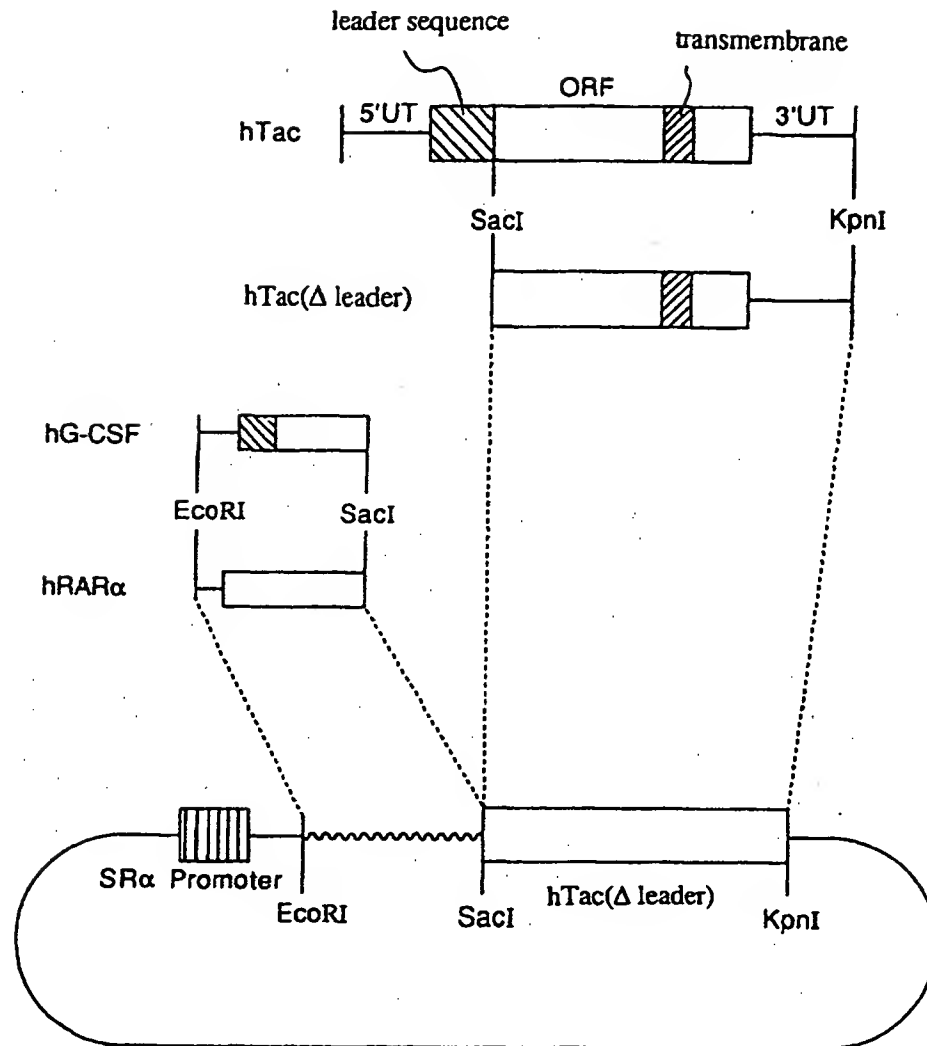 leader sequence
transmembrane
ORF
5'UT
3'UT
hTac
SacI
KpnI
hTac(Δ leader)
hG-CSF
EcoRI
SacI
hRARα
SRα Promoter
hTac(Δ leader)
EcoRI
SacI
KpnI